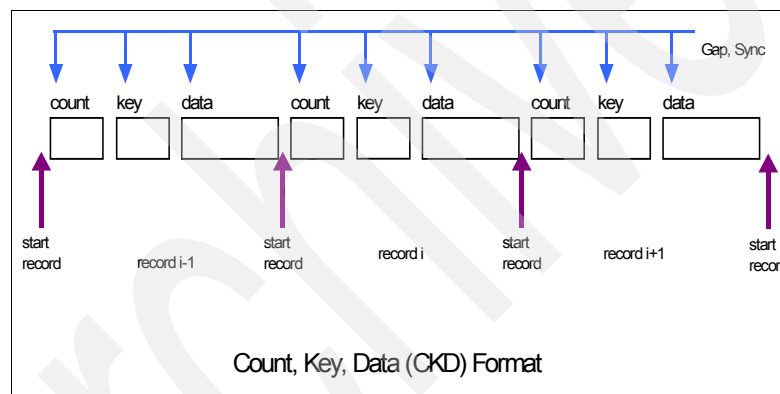 Gap, Sync
count key data count key data count key data
start record start record start record start recor
record i-1 record i record i+1
Count, Key, Data (CKD) Format